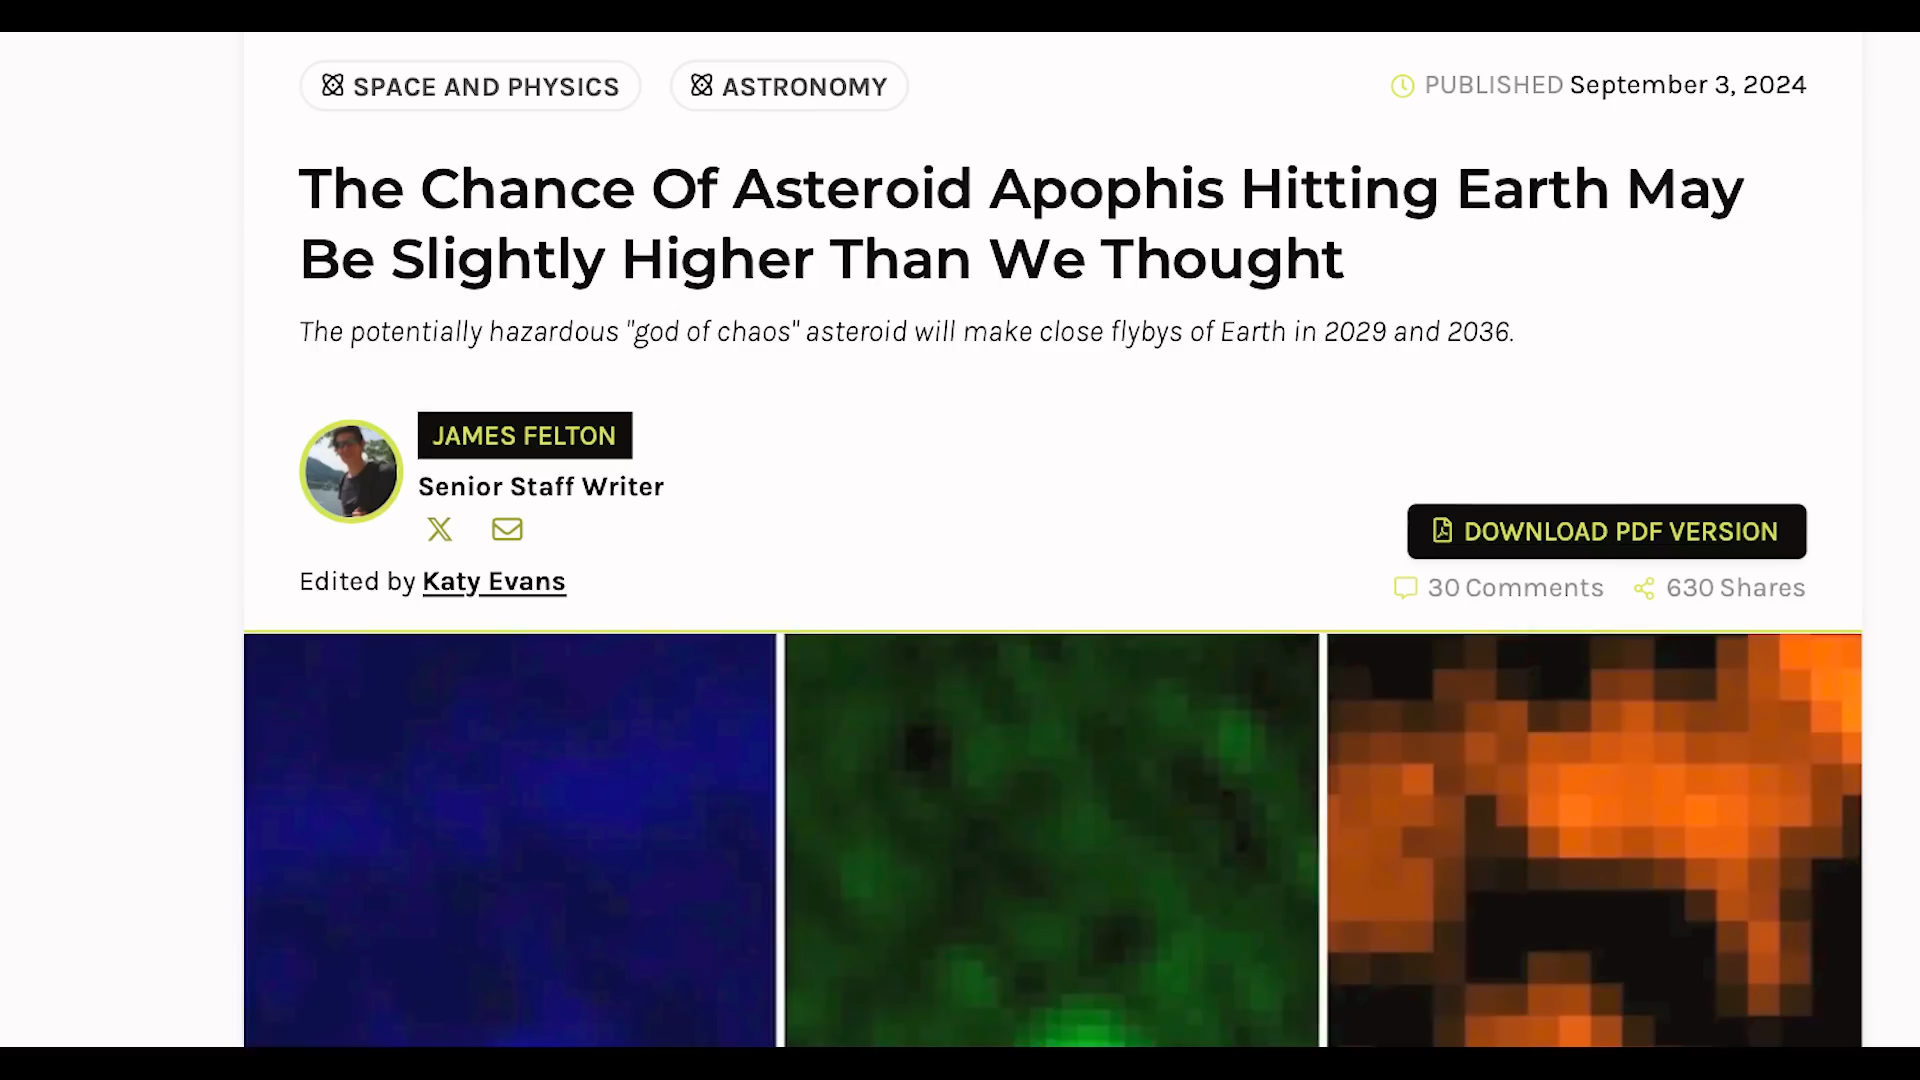 SPACE AND PHYSICS
ASTRONOMY
PUBLISHED September 3, 2024
The Chance Of Asteroid Apophis Hitting Earth May
Be Slightly Higher Than We Thought
The potentially hazardous "god of chaos" asteroid will make close flybys of Earth in 2029 and 2036.
JAMES FELTON
Senior Staff Writer
Edited by Katy Evans
DOWNLOAD PDF VERSION
30 Comments
630 Shares